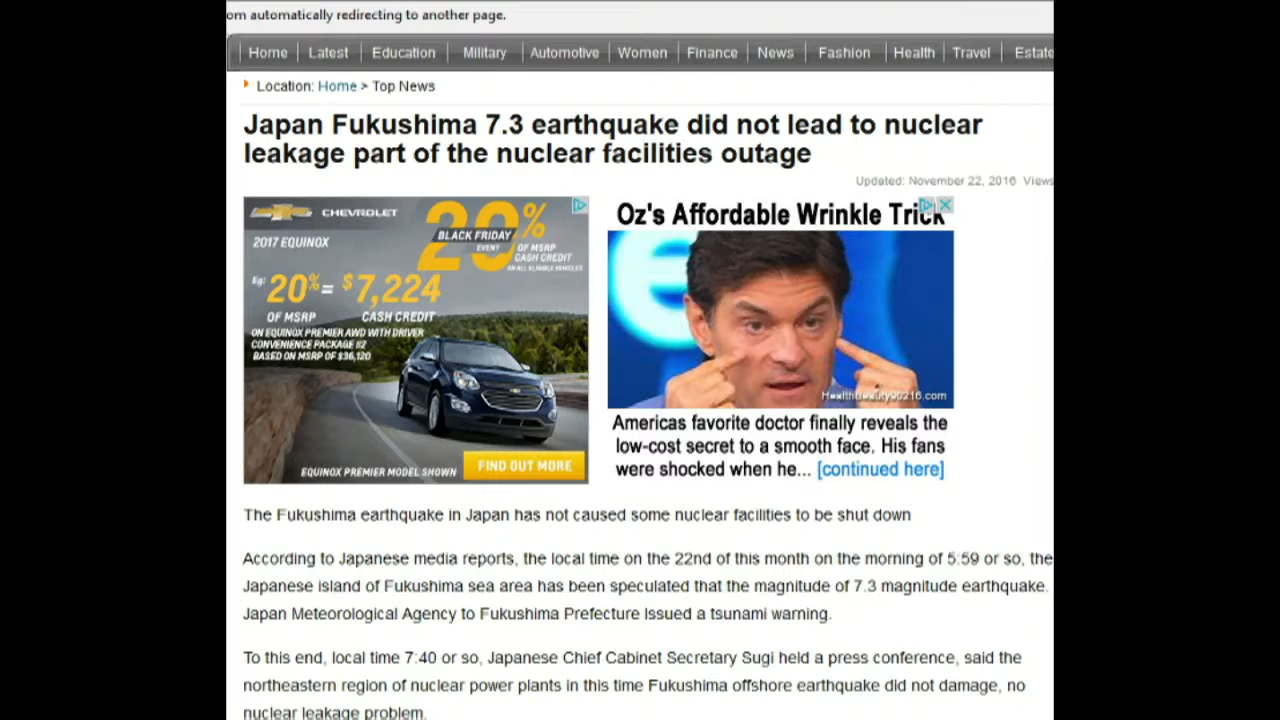 om automatically redirecting to another page.
Home Latest Education Military Automotive Women Finance News Fashion Health Travel Estate
Location: Home > Top News
Japan Fukushima 7.3 earthquake did not lead to nuclear
leakage part of the nuclear facilities outage
Updated: November 22, 2016 Views
CHEVROLET
2017 EQUINOX
20%
BLACK FRIDAY
EVENT
OF MSRP
CASH CREDIT
ON ALL ELIGIBLE VEHICLES
Eg: 20% = $7,224
OF MSRP CASH CREDIT
ON EQUINOX PREMIER AWD WITH DRIVER
CONVENIENCE PACKAGE #2
BASED ON MSRP OF $36,120
EQUINOX PREMIER MODEL SHOWN
FIND OUT MORE
Oz's Affordable Wrinkle Trick
HealthBeauty90216.com
Americas favorite doctor finally reveals the
low-cost secret to a smooth face. His fans
were shocked when he... [continued here]
The Fukushima earthquake in Japan has not caused some nuclear facilities to be shut down
According to Japanese media reports, the local time on the 22nd of this month on the morning of 5:59 or so, the
Japanese island of Fukushima sea area has been speculated that the magnitude of 7.3 magnitude earthquake.
Japan Meteorological Agency to Fukushima Prefecture issued a tsunami warning.
To this end, local time 7:40 or so, Japanese Chief Cabinet Secretary Sugi held a press conference, said the
northeastern region of nuclear power plants in this time Fukushima offshore earthquake did not damage, no
nuclear leakage problem.